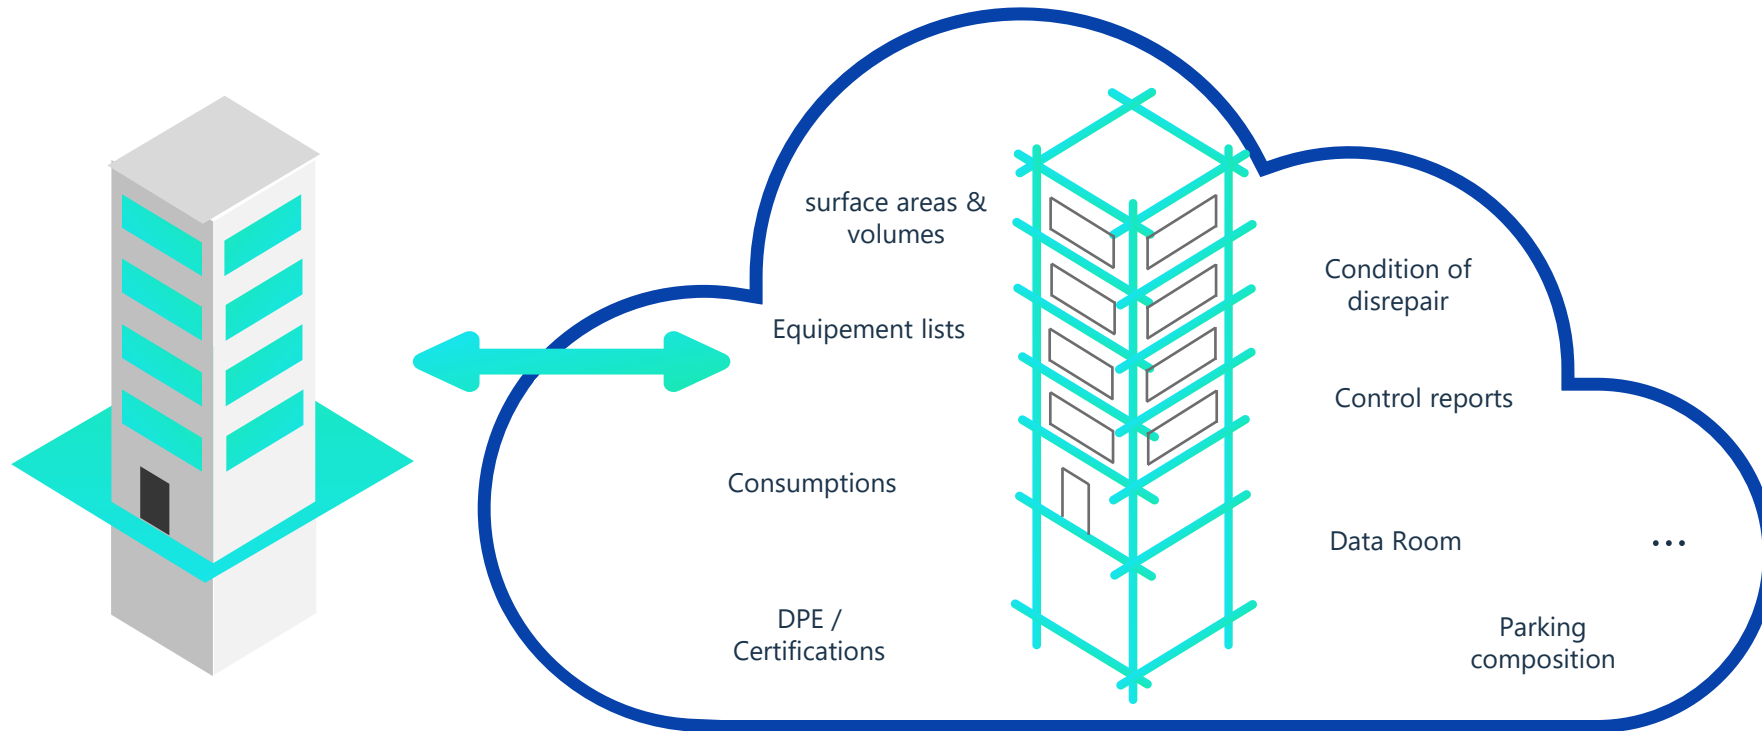 surface areas &
volumes
Equipement lists
Consumptions
DPE /
Certifications
Condition of
disrepair
Control reports
Data Room
...
Parking
composition